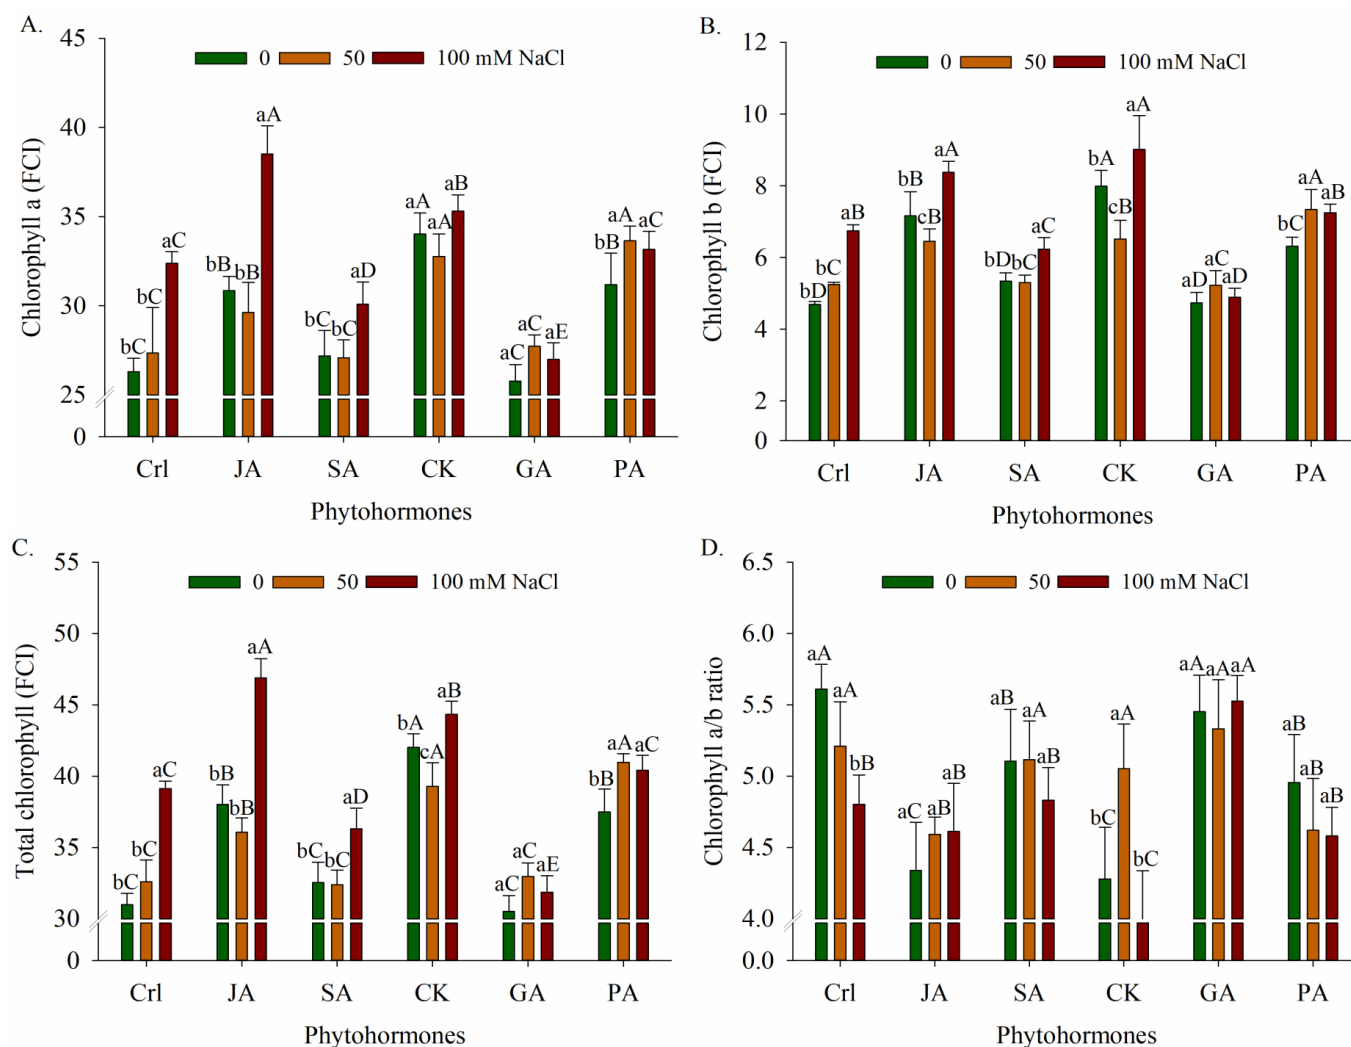 A.
45
40
35
30
25
0
Chlorophyll a (FCI)
0 50 100 mM NaCl
bC bC aC bB bB aA bC bC aD aA aA aB aC aC aE bB aA aC
Crl JA SA CK GA PA
Phytohormones
B.
12
10
8
6
4
2
0
Chlorophyll b (FCI)
0 50 100 mM NaCl
bD bC aB bB cB aA bD bC aC bA cB aA aD aC aD bC aA aB
Crl JA SA CK GA PA
Phytohormones
C.
55
50
45
40
35
30
0
Total chlorophyll (FCI)
0 50 100 mM NaCl
bC bC aC bB bB aA bC bC aD bA cA aB aC aC aE bB aA aC
Crl JA SA CK GA PA
Phytohormones
D.
6.5
6.0
5.5
5.0
4.5
4.0
0.0
Chlorophyll a/b ratio
0 50 100 mM NaCl
aA aA bB aC aB aB aB aA aB bC aA bC aA aA aA aB aB aB
Crl JA SA CK GA PA
Phytohormones